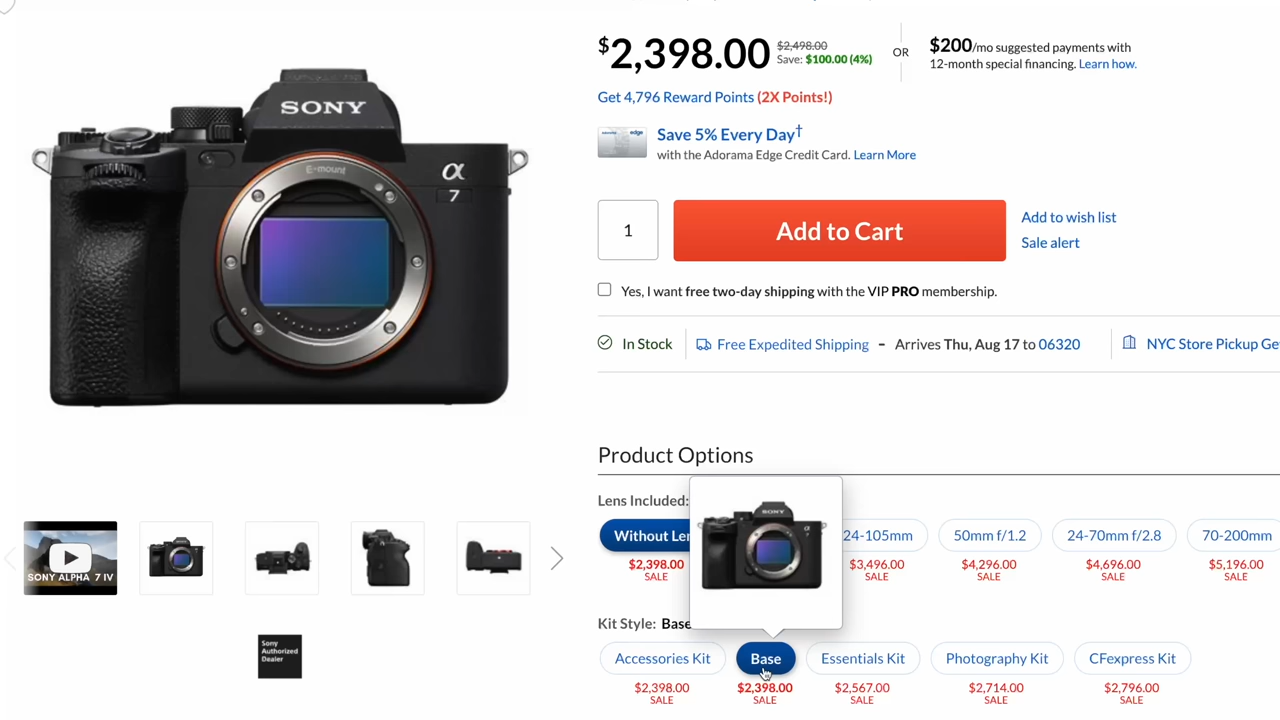 $2,398.00
$2,498.00
Save: $100.00 (4%)
OR
$200/mo suggested payments with
12-month special financing. Learn how.
Get 4,796 Reward Points (2X Points!)
Save 5% Every Day†
with the Adorama Edge Credit Card. Learn More
1
Add to Cart
Add to wish list
Sale alert
Yes, I want free two-day shipping with the VIP PRO membership.
In Stock
Free Expedited Shipping – Arrives Thu, Aug 17 to 06320
NYC Store Pickup Ge
SONY
E-mount
α
7
Product Options
Lens Included:
Without Le
24-105mm
50mm f/1.2
24-70mm f/2.8
70-200mm
$2,398.00
SALE
$3,496.00
SALE
$4,296.00
SALE
$4,696.00
SALE
$5,196.00
SALE
SONY
SONY ALPHA 7 IV
Kit Style: Base
Accessories Kit
Base
Essentials Kit
Photography Kit
CFexpress Kit
$2,398.00
SALE
$2,398.00
SALE
$2,567.00
SALE
$2,714.00
SALE
$2,796.00
SALE
Sony
Authorized
Dealer